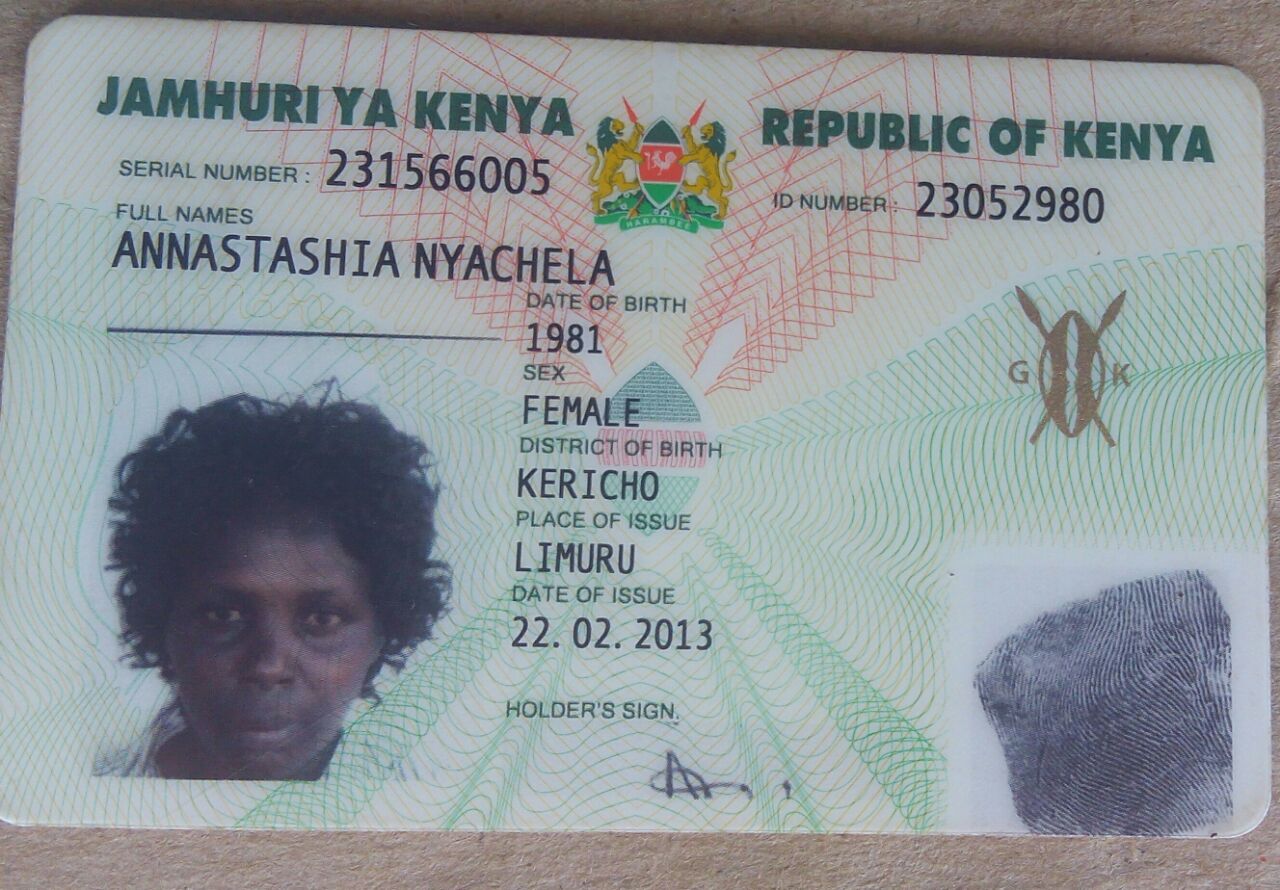 JAMHURI YA KENYA
REPUBLIC OF KENYA
SERIAL NUMBER : 231566005
ID NUMBER : 23052980
HARAMBEE
FULL NAMES
ANNASTASHIA NYACHELA
DATE OF BIRTH
1981
SEX
FEMALE
DISTRICT OF BIRTH
KERICHO
PLACE OF ISSUE
LIMURU
DATE OF ISSUE
22. 02. 2013
HOLDER'S SIGN.
G K